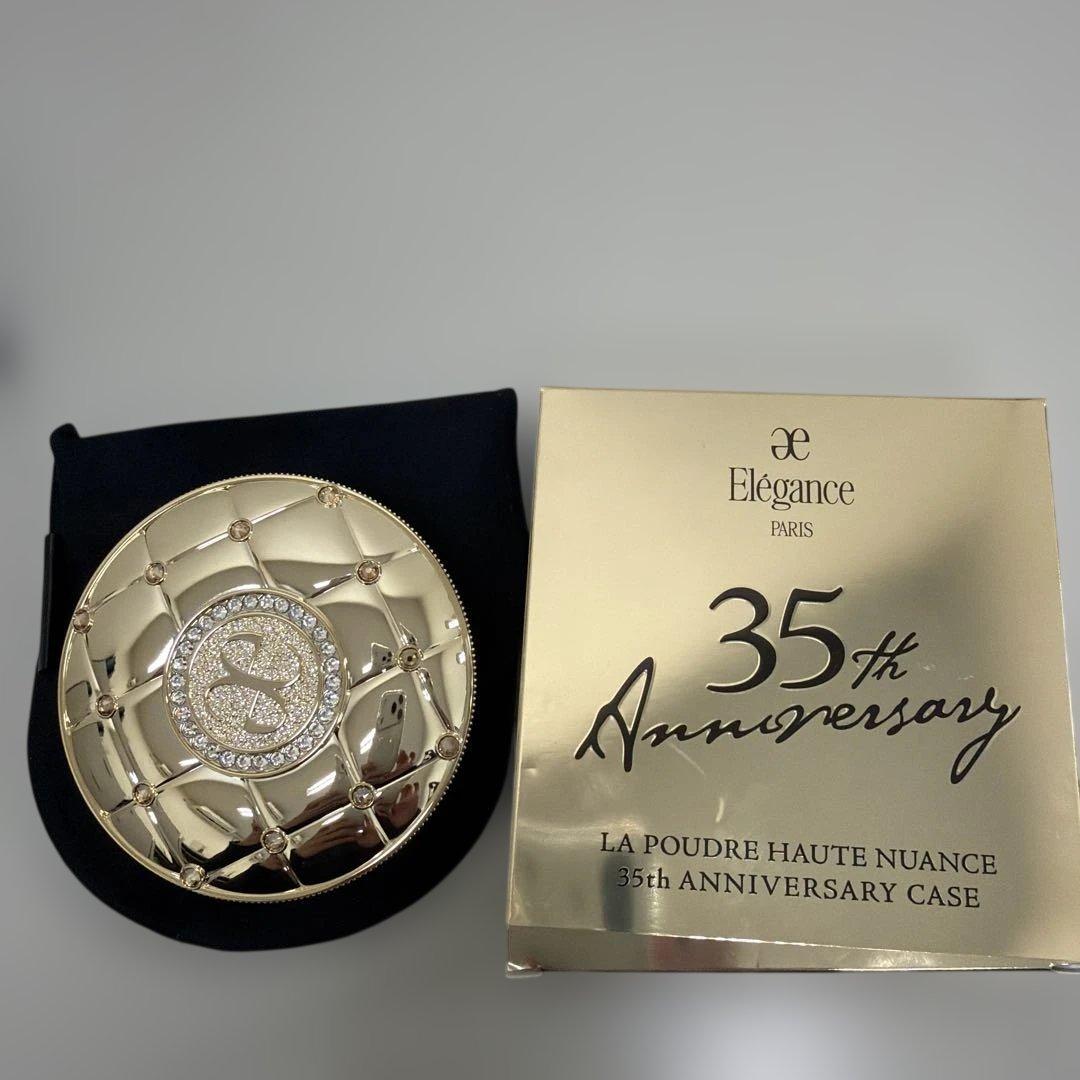 æ
Elégance
PARIS
35th
Anniversary
LA POUDRE HAUTE NUANCE
35th ANNIVERSARY CASE